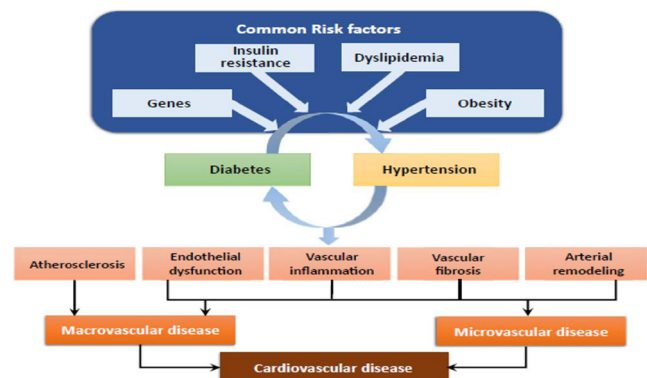 Common Risk factors
Insulin
resistance
Dyslipidemia
Genes
Obesity
Diabetes
Hypertension
Atherosclerosis
Endothelial
dysfunction
Vascular
inflammation
Vascular
fibrosis
Arterial
remodeling
Macrovascular disease
Microvascular disease
Cardiovascular disease